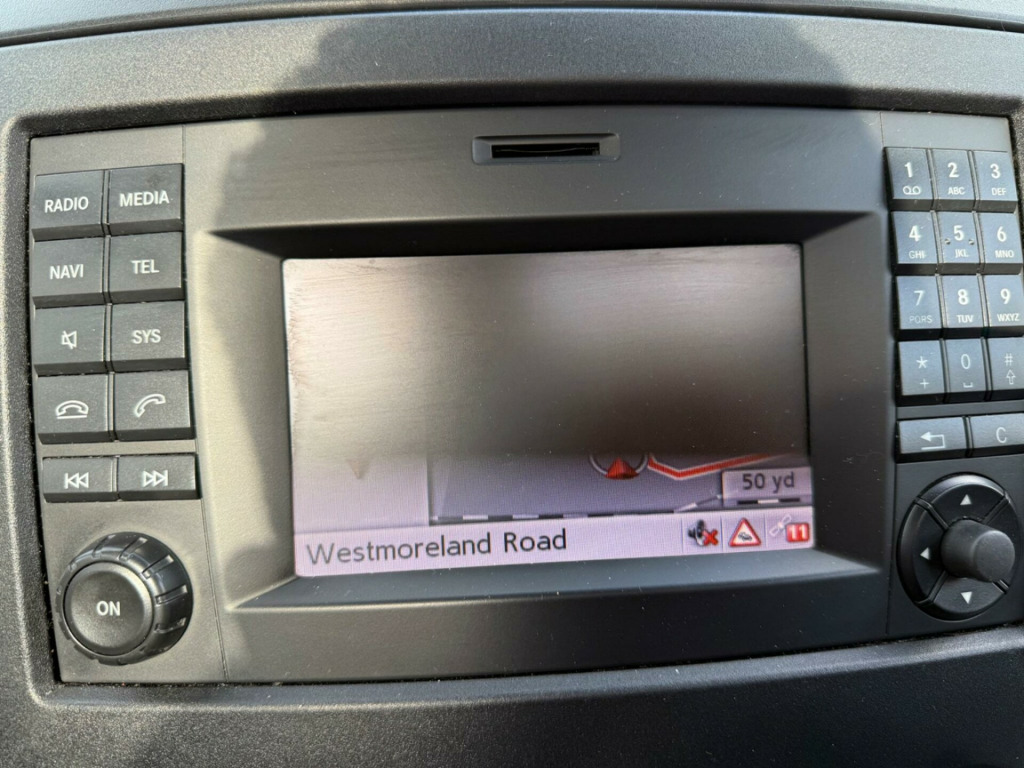 RADIO
MEDIA
NAVI
TEL
SYS
ON
50 yd
Westmoreland Road
11
1
2 ABC
3 DEF
4 GHI
5 JKL
6 MNO
7 PQRS
8 TUV
9 WXYZ
* +
0
#
C